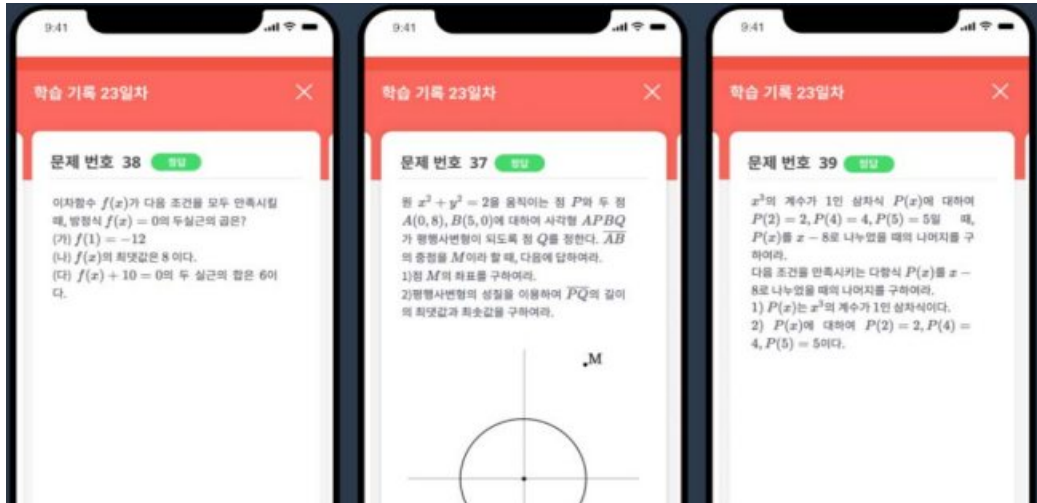 9:41
학습 기록 23일차
문제 번호 38 정답
이차함수 f(x)가 다음 조건을 모두 만족시킬
때, 방정식 f(x) = 0의 두실근의 곱은?
(가) f(1) = −12
(나) f(x)의 최댓값은 8 이다.
(다) f(x) + 10 = 0의 두 실근의 합은 6이
다.
9:41
학습 기록 23일차
문제 번호 37 정답
원 x² + y² = 2을 움직이는 점 P와 두 점
A(0, 8), B(5, 0)에 대하여 사각형 APBQ
가 평행사변형이 되도록 점 Q를 정한다. A̅B̅
의 중점을 M이라 할 때, 다음에 답하여라.
1)점 M의 좌표를 구하여라.
2)평행사변형의 성질을 이용하여 P̅Q̅의 길이
의 최댓값과 최솟값을 구하여라.
M
9:41
학습 기록 23일차
문제 번호 39 정답
x³의 계수가 1인 삼차식 P(x)에 대하여
P(2) = 2, P(4) = 4, P(5) = 5일 때,
P(x)를 x − 8로 나누었을 때의 나머지를 구
하여라.
다음 조건을 만족시키는 다항식 P(x)를 x −
8로 나누었을 때의 나머지를 구하여라.
1) P(x)는 x³의 계수가 1인 삼차식이다.
2) P(x)에 대하여 P(2) = 2, P(4) =
4, P(5) = 5이다.